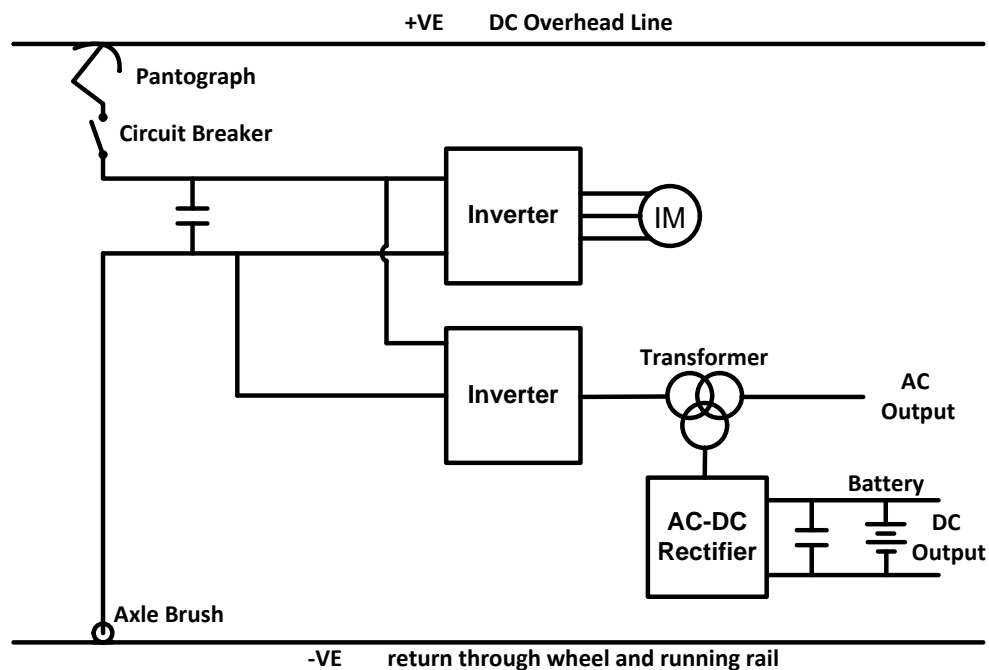 +VE DC Overhead Line
Pantograph
Circuit Breaker
Inverter
IM
Inverter
Transformer
AC
Output
AC-DC
Rectifier
Battery
DC
Output
Axle Brush
-VE return through wheel and running rail